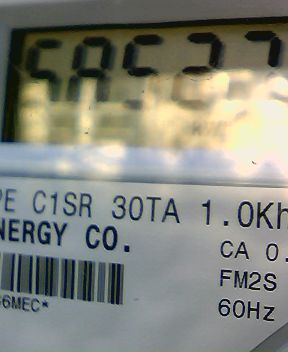 PE C1SR 30TA 1.0Kh
NERGY CO.
CA 0.
FM2S
6MEC*
60Hz